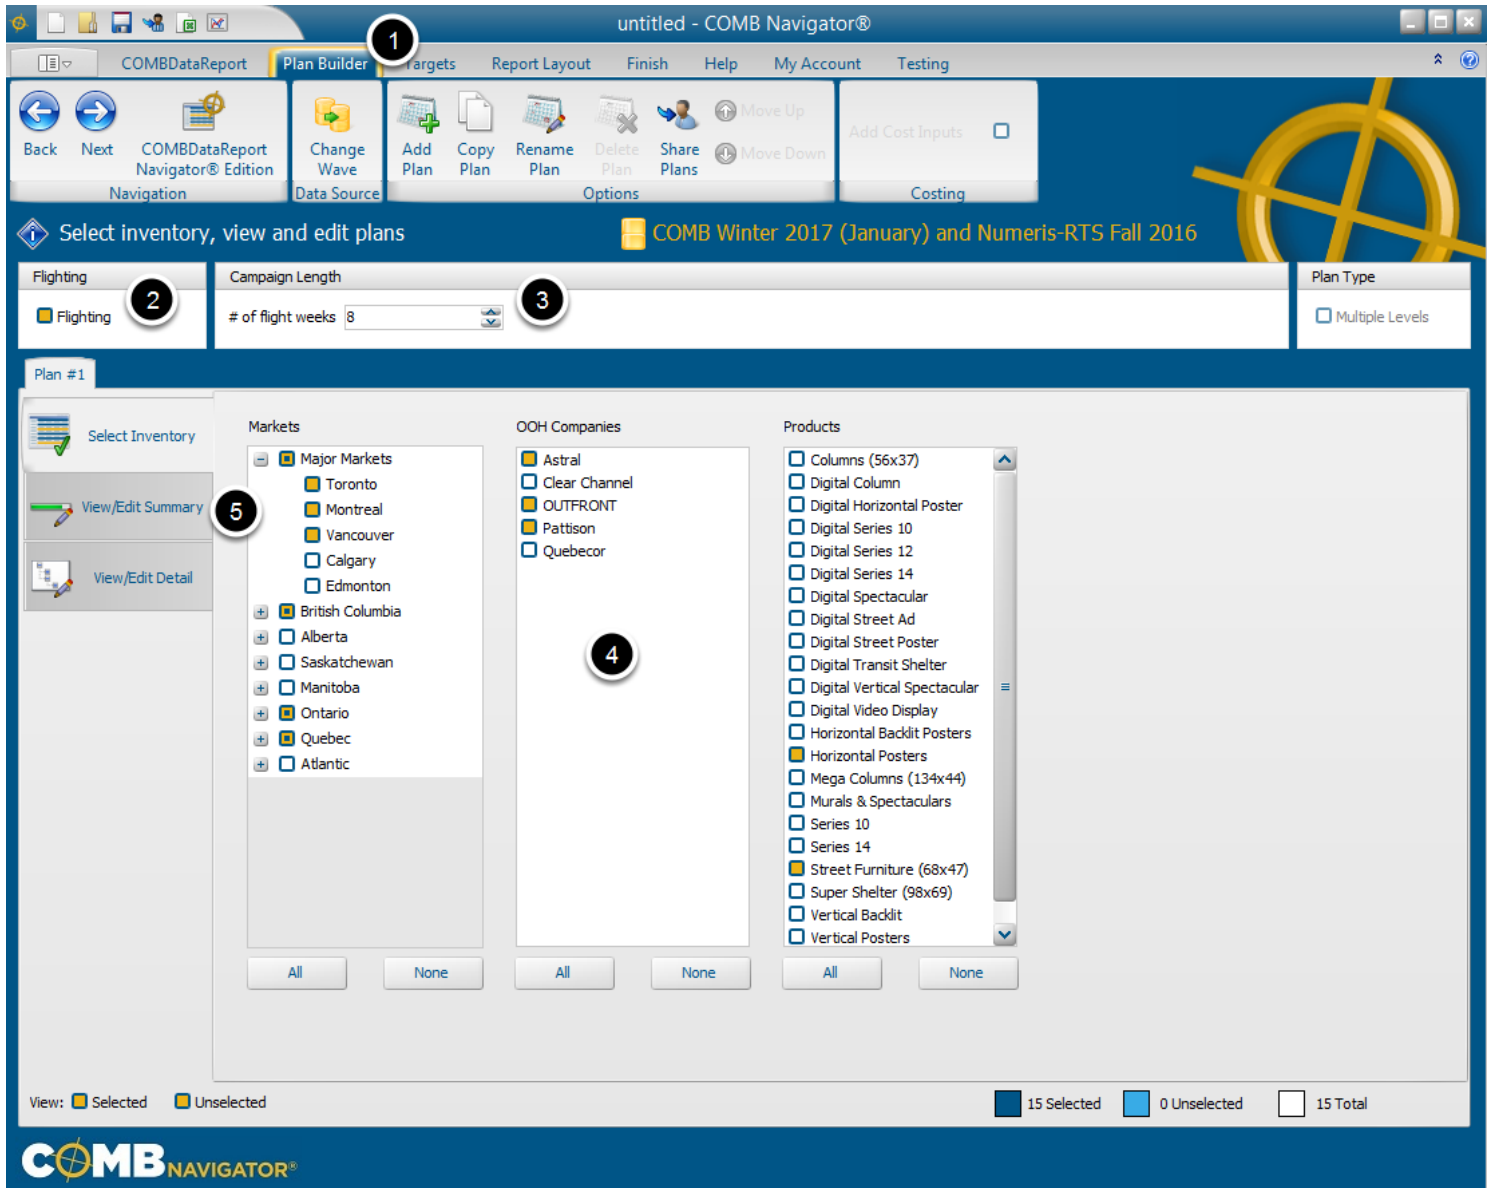 untitled - COMB Navigator®
1
COMBDataReport Plan Builder Targets Report Layout Finish Help My Account Testing
Back Next COMBDataReport Navigator® Edition
Navigation
Change Wave
Data Source
Add Plan Copy Plan Rename Plan Delete Plan Share Plans Move Up Move Down
Options
Add Cost Inputs
Costing
Select inventory, view and edit plans
COMB Winter 2017 (January) and Numeris-RTS Fall 2016
Flighting
Flighting
2
Campaign Length
# of flight weeks 8
3
Plan Type
Multiple Levels
Plan #1
Select Inventory
View/Edit Summary
5
View/Edit Detail
Markets
Major Markets
Toronto
Montreal
Vancouver
Calgary
Edmonton
British Columbia
Alberta
Saskatchewan
Manitoba
Ontario
Quebec
Atlantic
All None
OOH Companies
Astral
Clear Channel
OUTFRONT
Pattison
Quebecor
4
All None
Products
Columns (56x37)
Digital Column
Digital Horizontal Poster
Digital Series 10
Digital Series 12
Digital Series 14
Digital Spectacular
Digital Street Ad
Digital Street Poster
Digital Transit Shelter
Digital Vertical Spectacular
Digital Video Display
Horizontal Backlit Posters
Horizontal Posters
Mega Columns (134x44)
Murals & Spectaculars
Series 10
Series 14
Street Furniture (68x47)
Super Shelter (98x69)
Vertical Backlit
Vertical Posters
All None
View: Selected Unselected
15 Selected 0 Unselected 15 Total
COMB NAVIGATOR®